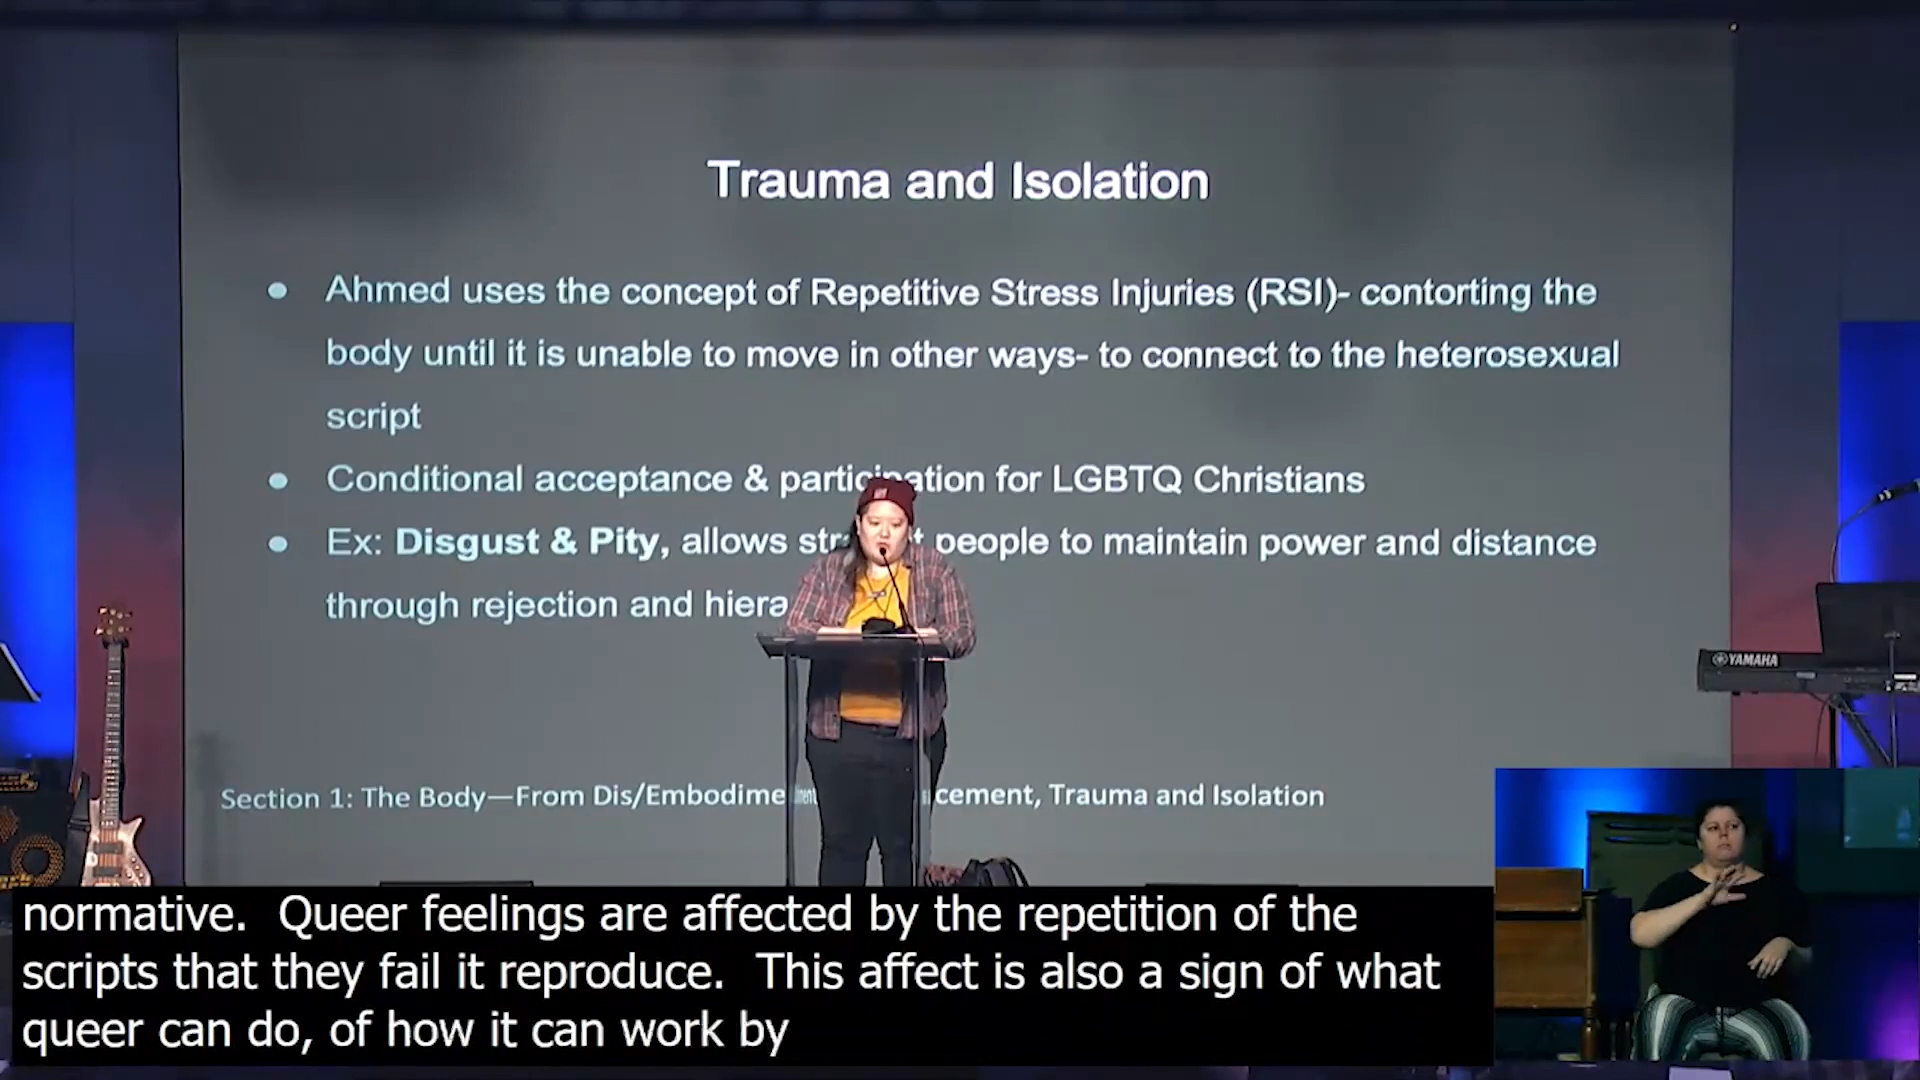 Trauma and Isolation
● Ahmed uses the concept of Repetitive Stress Injuries (RSI)- contorting the
body until it is unable to move in other ways- to connect to the heterosexual
script
● Conditional acceptance & participation for LGBTQ Christians
● Ex: Disgust & Pity, allows people to maintain power and distance
through rejection and
YAMAHA
Section 1: The Body—From Trauma and Isolation
normative. Queer feelings are affected by the repetition of the
scripts that they fail it reproduce. This affect is also a sign of what
queer can do, of how it can work by